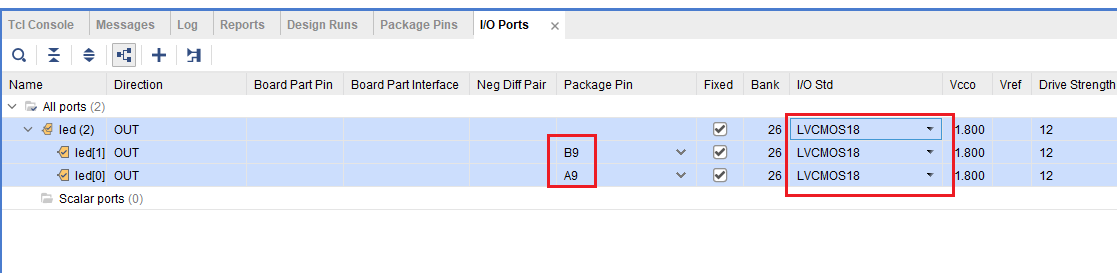 Tcl Console Messages Log Reports Design Runs Package Pins I/O Ports ×
Name Direction Board Part Pin Board Part Interface Neg Diff Pair Package Pin Fixed Bank I/O Std Vcco Vref Drive Strength
All ports (2)
led (2) OUT 26 LVCMOS18 1.800 12
led[1] OUT B9 26 LVCMOS18 1.800 12
led[0] OUT A9 26 LVCMOS18 1.800 12
Scalar ports (0)